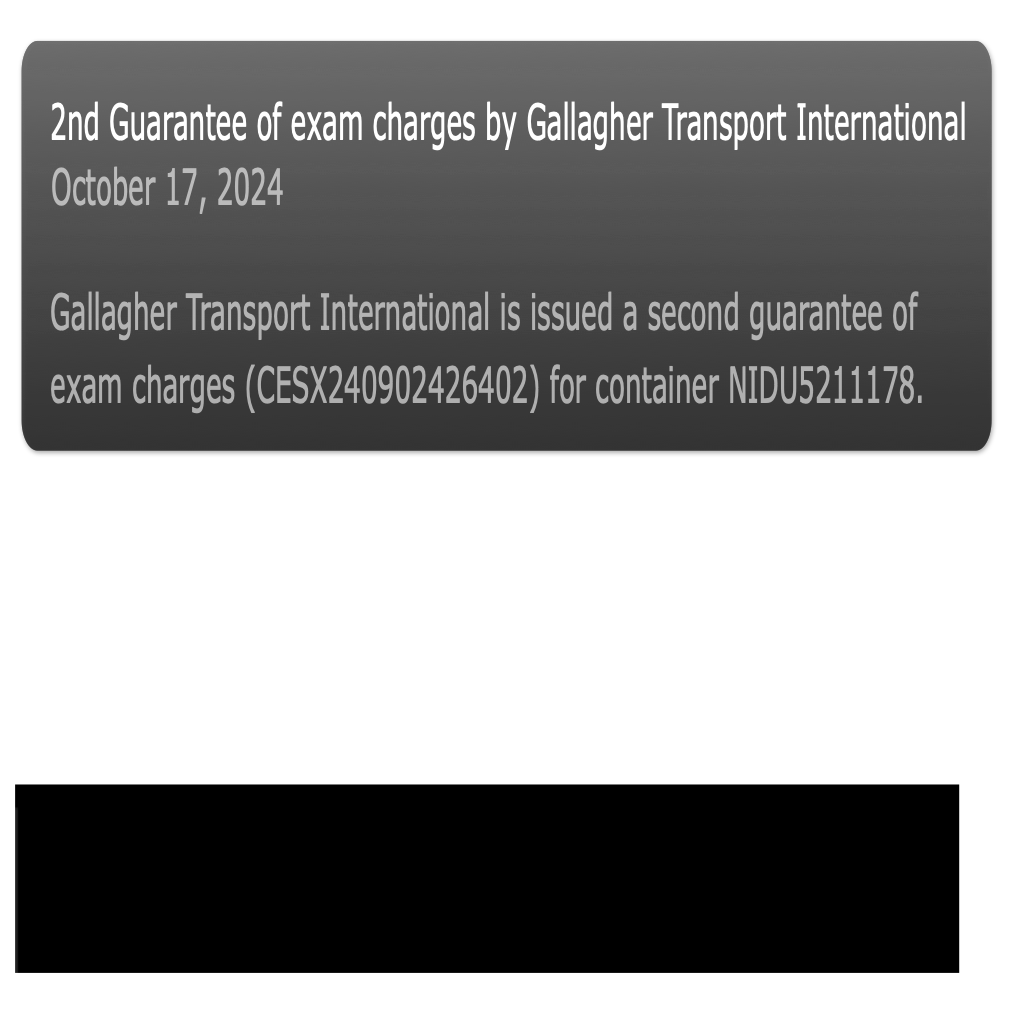 2nd Guarantee of exam charges by Gallagher Transport International
October 17, 2024
Gallagher Transport International is issued a second guarantee of
exam charges (CESX240902426402) for container NIDU5211178.